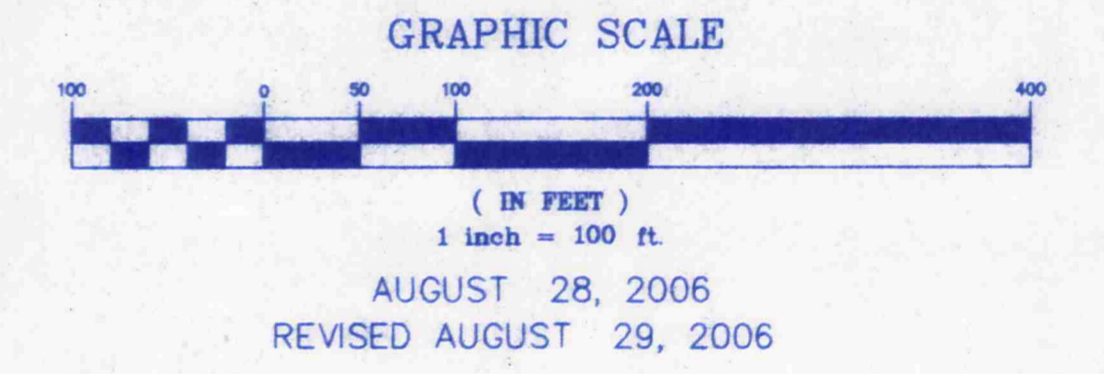 GRAPHIC SCALE
100 0 50 100 200 400
( IN FEET )
1 inch = 100 ft.
AUGUST 28, 2006
REVISED AUGUST 29, 2006